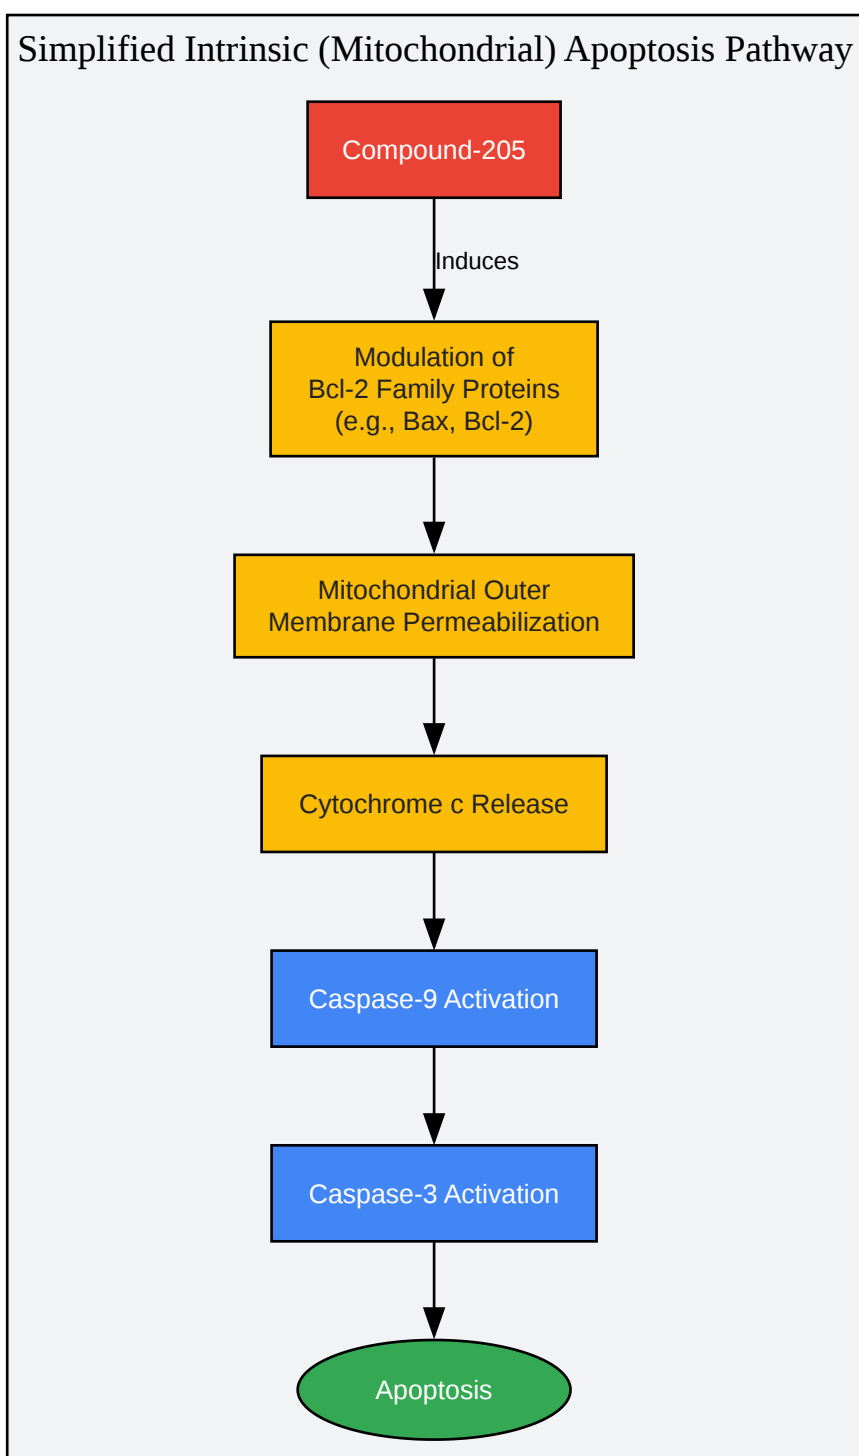 Simplified Intrinsic (Mitochondrial) Apoptosis Pathway
Compound-205
Induces
Modulation of
Bcl-2 Family Proteins
(e.g., Bax, Bcl-2)
Mitochondrial Outer
Membrane Permeabilization
Cytochrome c Release
Caspase-9 Activation
Caspase-3 Activation
Apoptosis